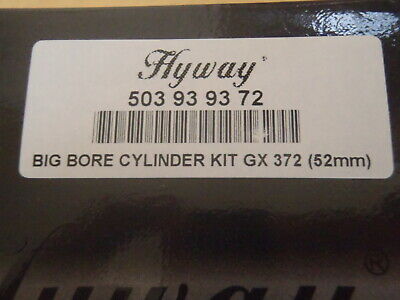 Hyway®
503 93 93 72
BIG BORE CYLINDER KIT GX 372 (52mm)
®